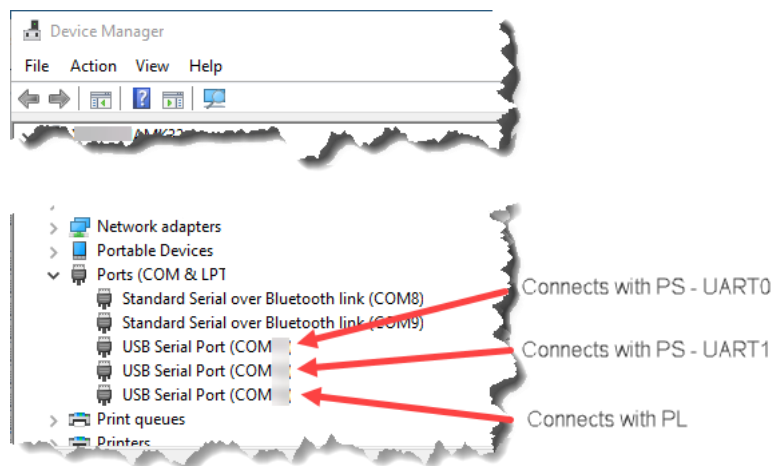 Device Manager
File Action View Help
Network adapters
Portable Devices
Ports (COM & LPT
Standard Serial over Bluetooth link (COM8)
Standard Serial over Bluetooth link (COM9)
USB Serial Port (COM
USB Serial Port (COM
USB Serial Port (COM
Print queues
Printers
Connects with PS - UART0
Connects with PS - UART1
Connects with PL